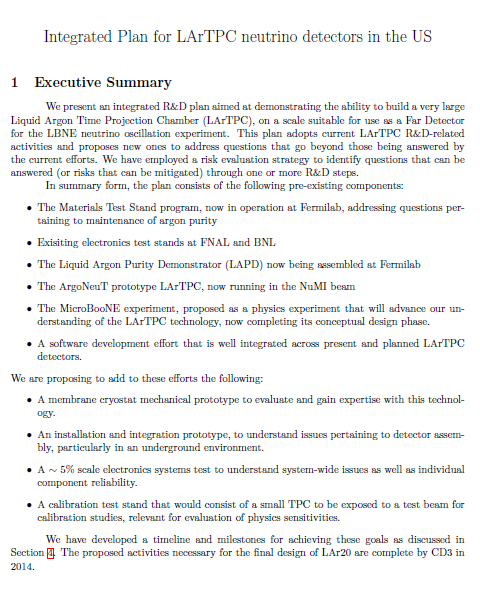 Integrated Plan for LArTPC neutrino detectors in the US
1 Executive Summary
We present an integrated R&D plan aimed at demonstrating the ability to build a very large
Liquid Argon Time Projection Chamber (LArTPC), on a scale suitable for use as a Far Detector
for the LBNE neutrino oscillation experiment. This plan adopts current LArTPC R&D-related
activities and proposes new ones to address questions that go beyond those being answered by
the current efforts. We have employed a risk evaluation strategy to identify questions that can be
answered (or risks that can be mitigated) through one or more R&D steps.
In summary form, the plan consists of the following pre-existing components:
• The Materials Test Stand program, now in operation at Fermilab, addressing questions per-
taining to maintenance of argon purity
• Exisiting electronics test stands at FNAL and BNL
• The Liquid Argon Purity Demonstrator (LAPD) now being assembled at Fermilab
• The ArgoNeuT prototype LArTPC, now running in the NuMI beam
• The MicroBooNE experiment, proposed as a physics experiment that will advance our un-
derstanding of the LArTPC technology, now completing its conceptual design phase.
• A software development effort that is well integrated across present and planned LArTPC
detectors.
We are proposing to add to these efforts the following:
• A membrane cryostat mechanical prototype to evaluate and gain expertise with this technol-
ogy.
• An installation and integration prototype, to understand issues pertaining to detector assem-
bly, particularly in an underground environment.
• A ∼ 5% scale electronics systems test to understand system-wide issues as well as individual
component reliability.
• A calibration test stand that would consist of a small TPC to be exposed to a test beam for
calibration studies, relevant for evaluation of physics sensitivities.
We have developed a timeline and milestones for achieving these goals as discussed in
Section 4. The proposed activities necessary for the final design of LAr20 are complete by CD3 in
2014.